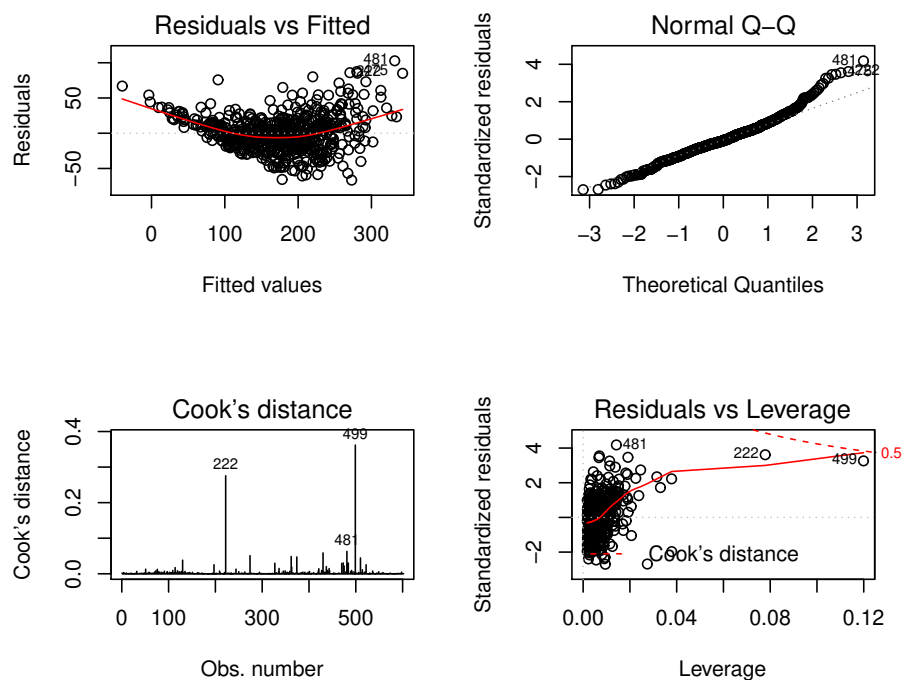 Residuals vs Fitted
Residuals
50
−50
0 100 200 300
Fitted values
481
Normal Q−Q
Standardized residuals
4
2
0
−2
481
−3 −2 −1 0 1 2 3
Theoretical Quantiles
Cook's distance
Cook's distance
0.4
0.2
0.0
222
499
481
0 100 300 500
Obs. number
Residuals vs Leverage
Standardized residuals
4
2
0
−2
481
222
499
0.5
Cook's distance
0.00 0.04 0.08 0.12
Leverage